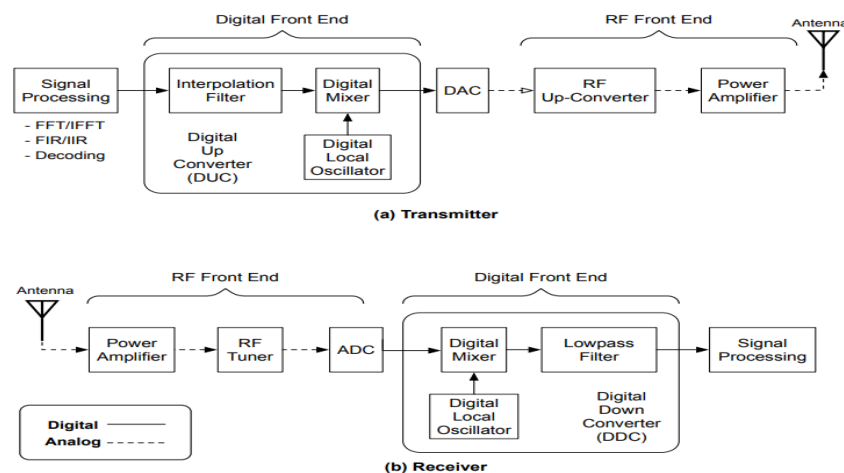 Digital Front End
RF Front End
Antenna
Signal
Processing
- FFT/IFFT
- FIR/IIR
- Decoding
Interpolation
Filter
Digital
Mixer
Digital
Up
Converter
(DUC)
Digital
Local
Oscillator
DAC
RF
Up-Converter
Power
Amplifier
(a) Transmitter
RF Front End
Digital Front End
Antenna
Power
Amplifier
RF
Tuner
ADC
Digital
Mixer
Lowpass
Filter
Signal
Processing
Digital
Local
Oscillator
Digital
Down
Converter
(DDC)
Digital
Analog
(b) Receiver